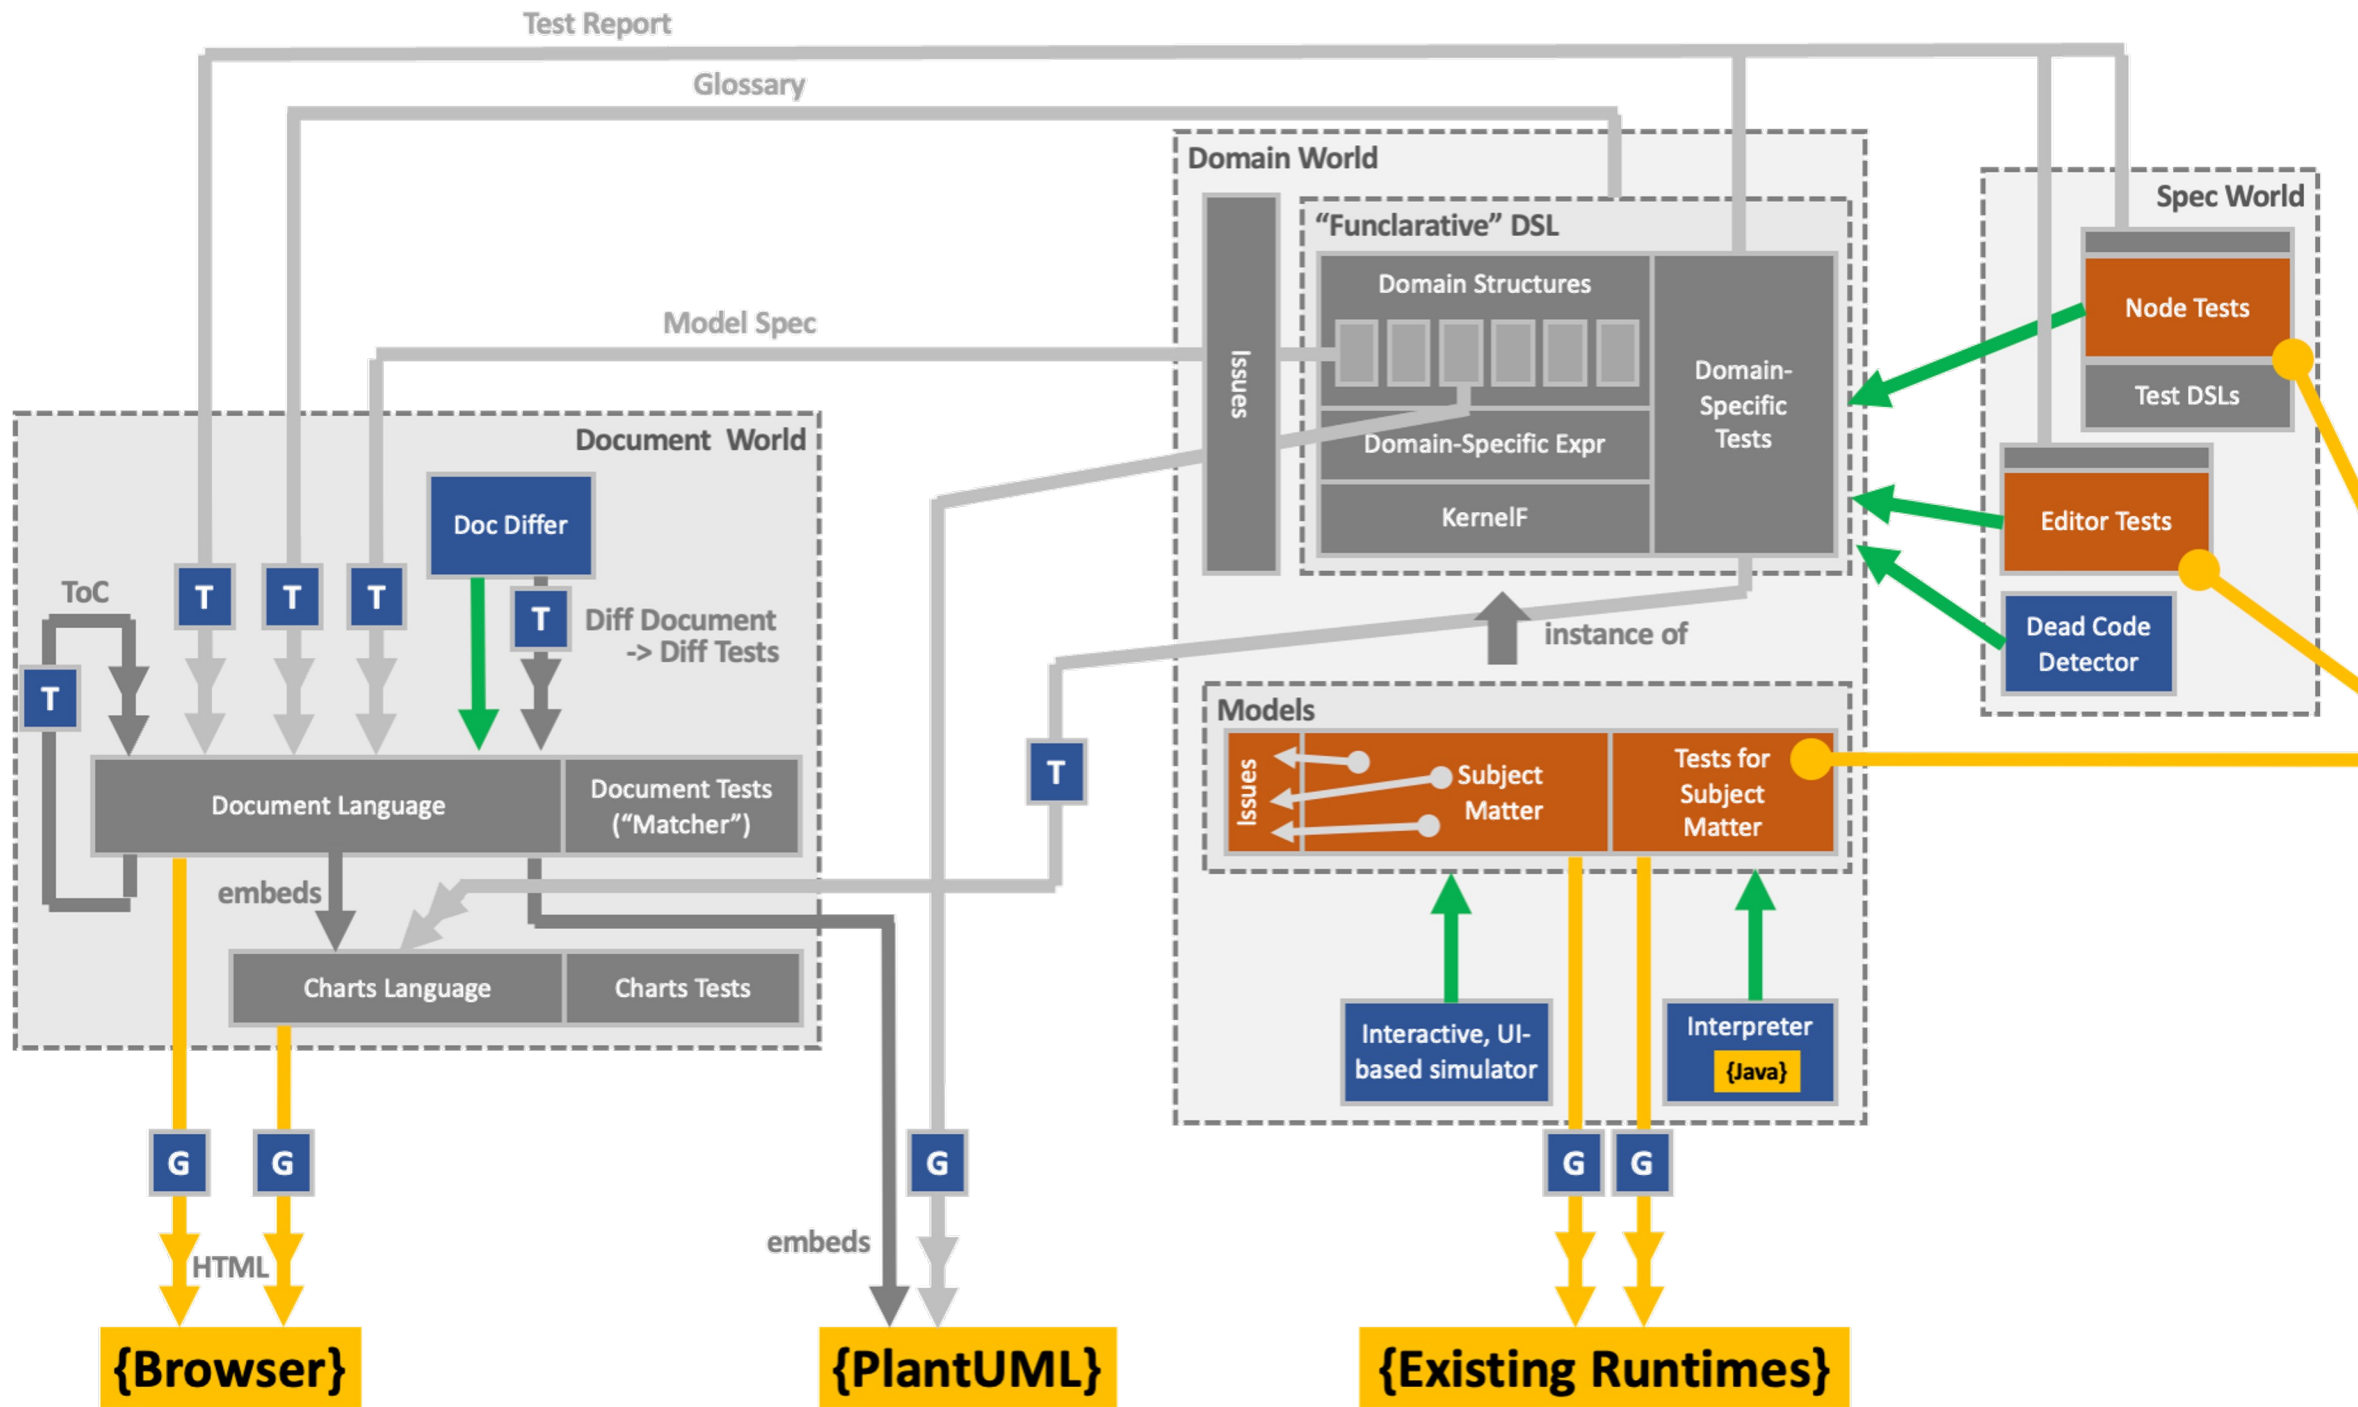 Test Report
Glossary
Domain World
Spec World
“Funclarative” DSL
Domain Structures
Node Tests
Model Spec
Issues
Domain-
Specific
Tests
Test DSLs
Document World
Domain-Specific Expr
KernelF
Doc Differ
Editor Tests
ToC
T
T
T
T
Diff Document
-> Diff Tests
instance of
Dead Code
Detector
T
Models
T
Issues
Subject
Matter
Tests for
Subject
Matter
Document Language
Document Tests
(“Matcher”)
embeds
Charts Language
Charts Tests
Interactive, UI-
based simulator
Interpreter
{Java}
G
G
G
G
G
embeds
HTML
{Browser}
{PlantUML}
{Existing Runtimes}